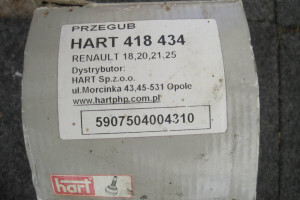 PRZEGUB
HART 418 434
RENAULT 18,20,21,25
Dystrybutor:
HART Sp.z.o.o.
ul.Morcinka 43,45-531 Opole
www.hartphp.com.pl
5907504004310
hart